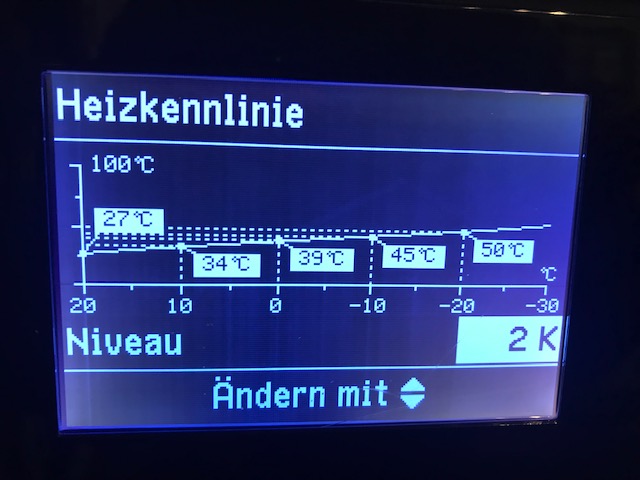 Heizkennlinie
100°C
27°C
34°C 39°C 45°C 50°C
°C
20 10 0 -10 -20 -30
Niveau 2 K
Ändern mit